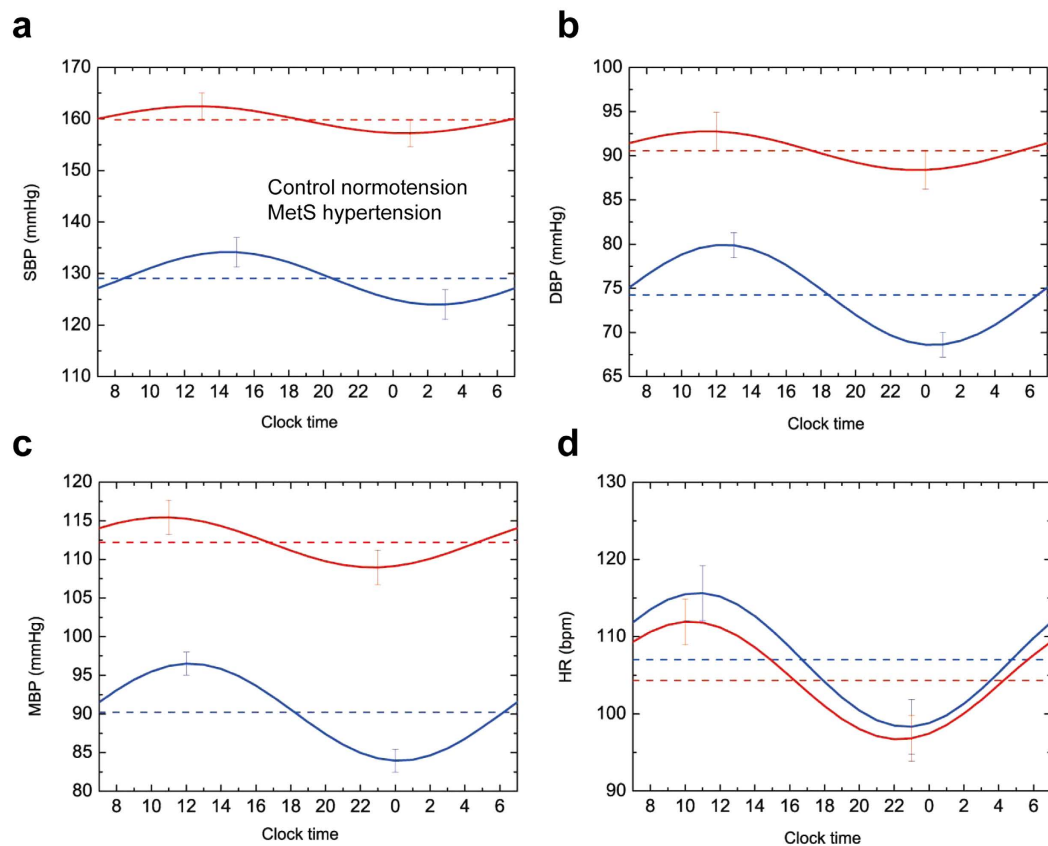 a
170
160
150
140
130
120
110
SBP (mmHg)
Control normotension
MetS hypertension
8 10 12 14 16 18 20 22 0 2 4 6
Clock time
b
100
95
90
85
80
75
70
65
DBP (mmHg)
8 10 12 14 16 18 20 22 0 2 4 6
Clock time
c
120
115
110
105
100
95
90
85
80
MBP (mmHg)
8 10 12 14 16 18 20 22 0 2 4 6
Clock time
d
130
120
110
100
90
HR (bpm)
8 10 12 14 16 18 20 22 0 2 4 6
Clock time